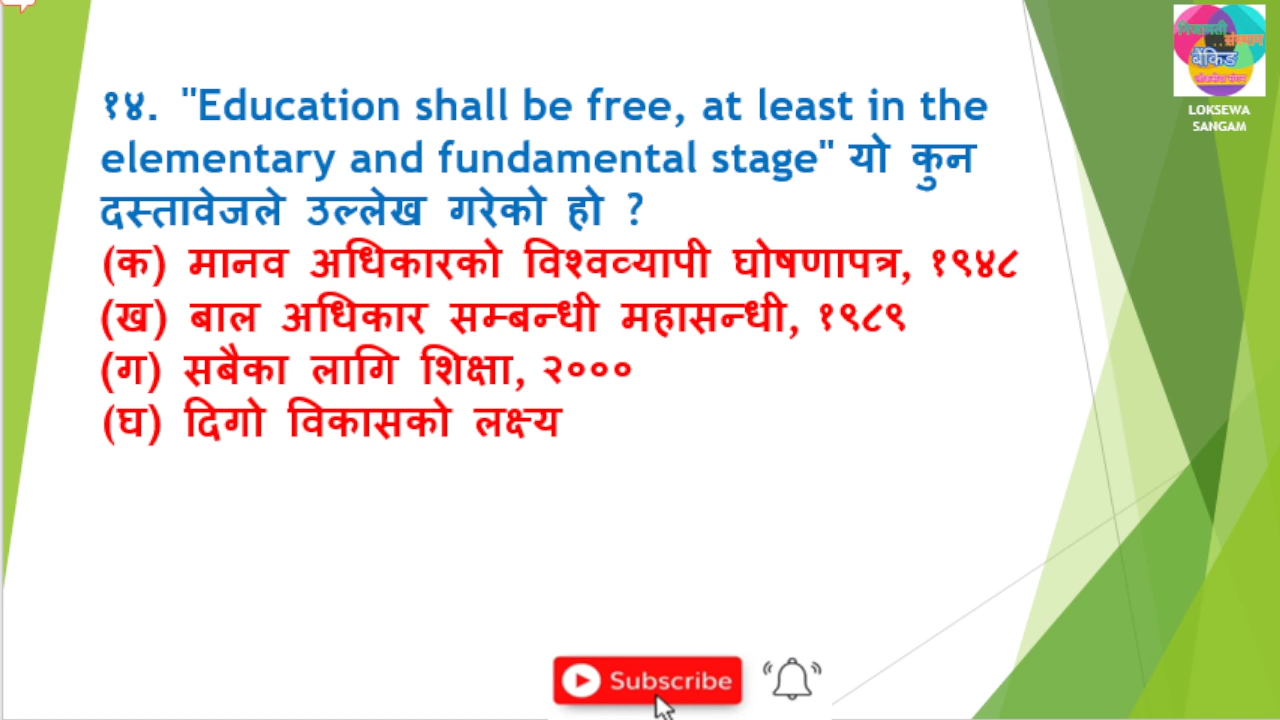 १४. "Education shall be free, at least in the
elementary and fundamental stage" यो कुन
दस्तावेजले उल्लेख गरेको हो ?
(क) मानव अधिकारको विश्वव्यापी घोषणापत्र, १९४८
(ख) बाल अधिकार सम्बन्धी महासन्धी, १९८९
(ग) सबैका लागि शिक्षा, २०००
(घ) दिगो विकासको लक्ष्य
बैंकिङ
LOKSEWA
SANGAM
Subscribe